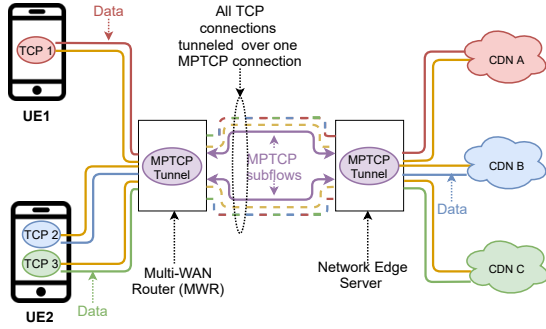 Data
All TCP
connections
tunneled over one
MPTCP connection
TCP 1
UE1
CDN A
MPTCP
Tunnel
MPTCP
subflows
MPTCP
Tunnel
CDN B
Data
TCP 2
TCP 3
Data
UE2
Multi-WAN
Router (MWR)
Network Edge
Server
CDN C